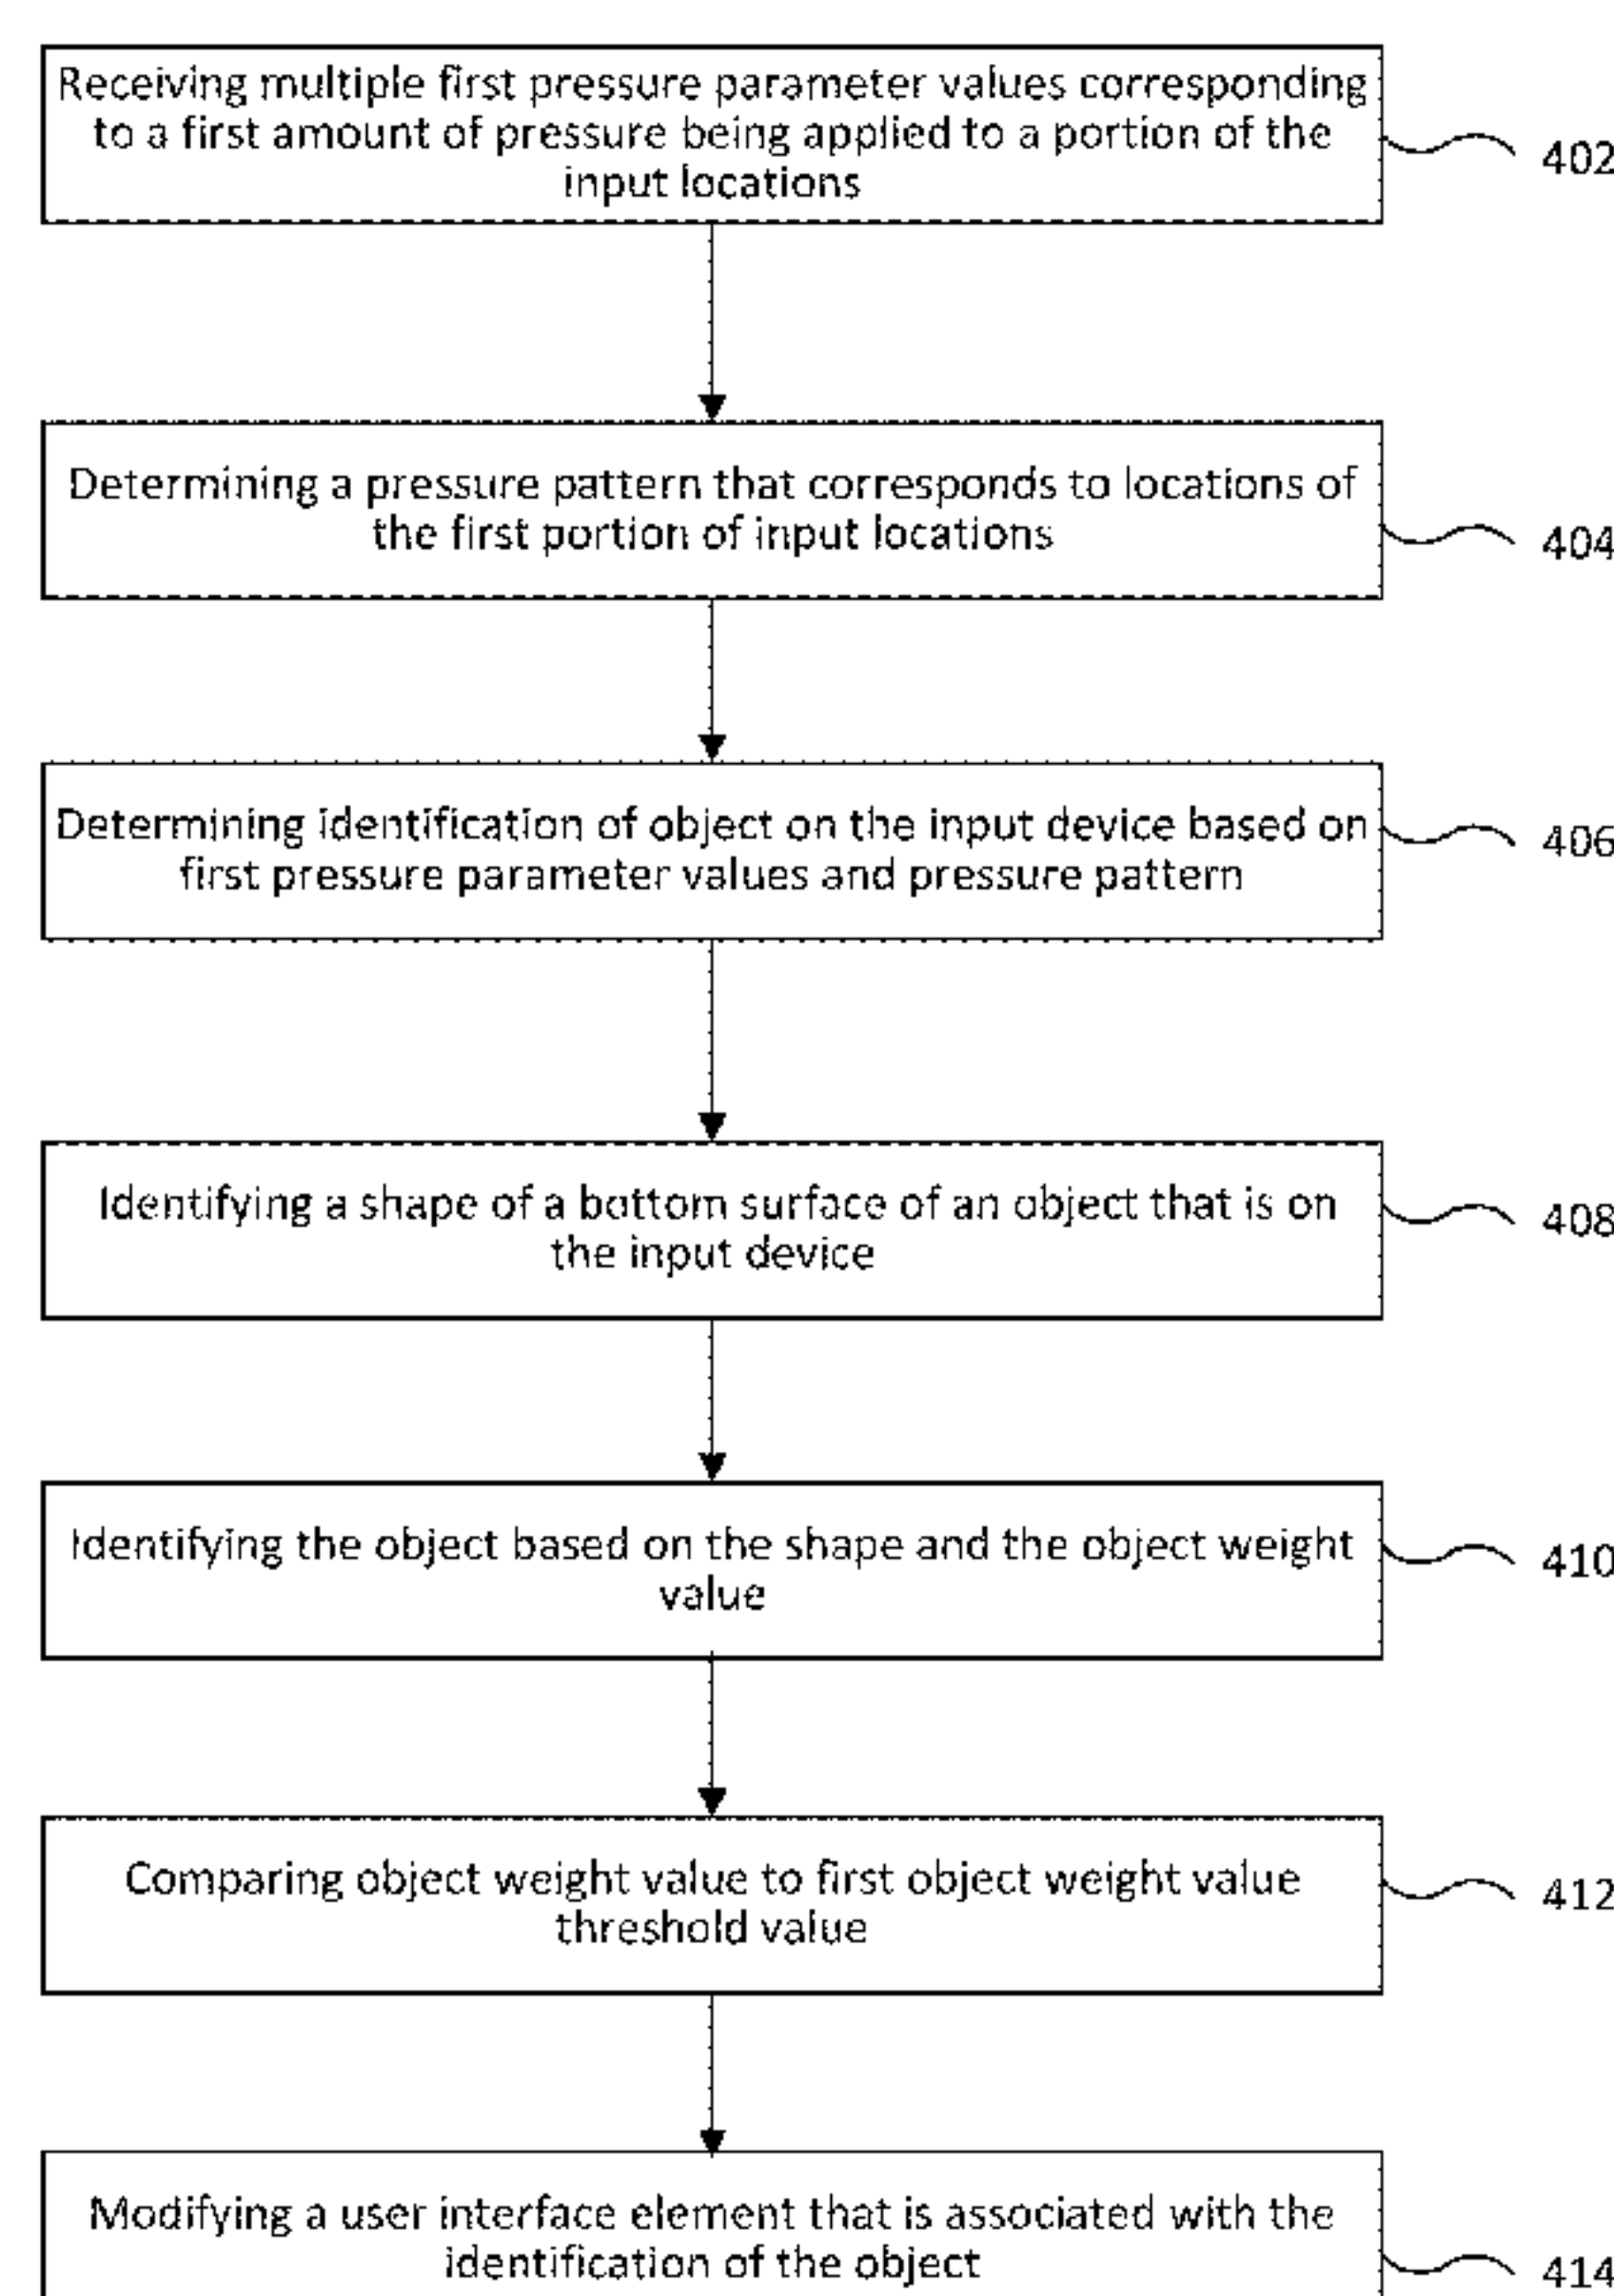 Receiving multiple first pressure parameter values corresponding
to a first amount of pressure being applied to a portion of the
input locations
402
Determining a pressure pattern that corresponds to locations of
the first portion of input locations
404
Determining identification of object on the input device based on
first pressure parameter values and pressure pattern
406
Identifying a shape of a bottom surface of an object that is on
the input device
408
Identifying the object based on the shape and the object weight
value
410
Comparing object weight value to first object weight value
threshold value
412
Modifying a user interface element that is associated with the
identification of the object
414